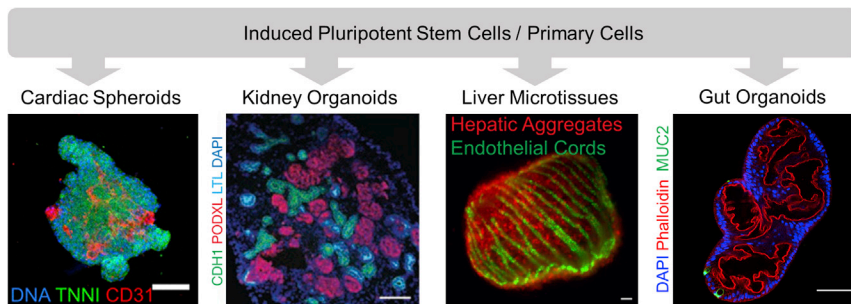 Induced Pluripotent Stem Cells / Primary Cells
Cardiac Spheroids
Kidney Organoids
Liver Microtissues
Gut Organoids
DNA TNNI CD31
CDH1 PODXL LTL DAPI
Hepatic Aggregates
Endothelial Cords
DAPI Phalloidin MUC2